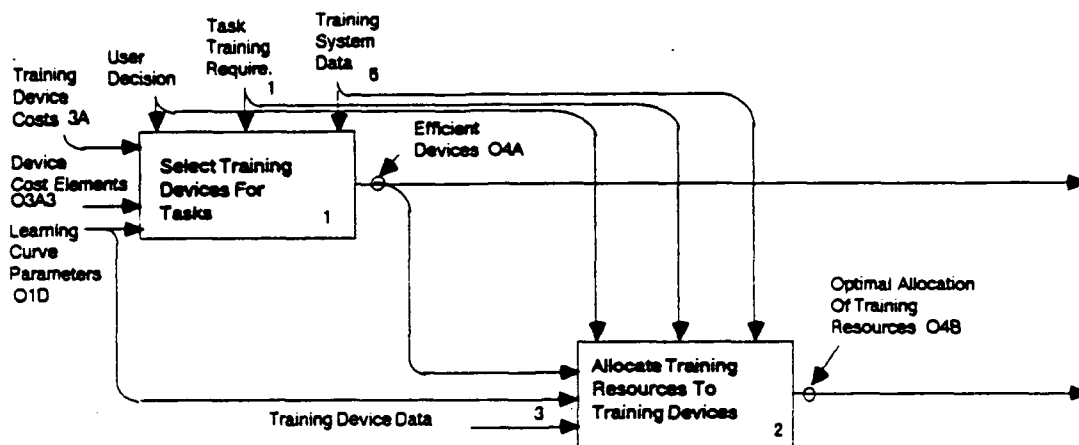 User
Decision
Task
Training
Require.
1
Training
System
Data
6
Training
Device
Costs 3A
Device
Cost Elements
O3A3
Learning
Curve
Parameters
O1D
Select Training
Devices For
Tasks
1
Efficient
Devices O4A
Optimal Allocation
Of Training
Resources O4B
Allocate Training
Resources To
Training Devices
2
Training Device Data
3